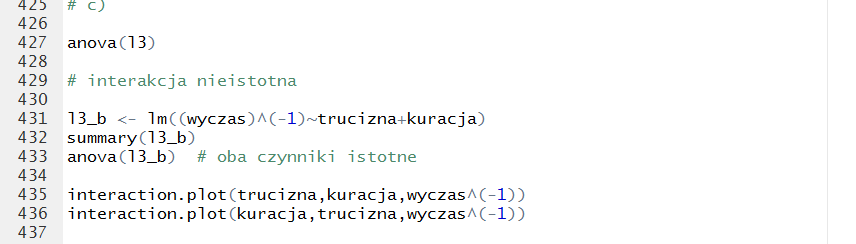 425 # c)
426
427 anova(l3)
428
429 # interakcja nieistotna
430
431 l3_b <- lm((wyczas)^(-1)~trucizna+kuracja)
432 summary(l3_b)
433 anova(l3_b)  # oba czynniki istotne
434
435 interaction.plot(trucizna,kuracja,wyczas^(-1))
436 interaction.plot(kuracja,trucizna,wyczas^(-1))
437